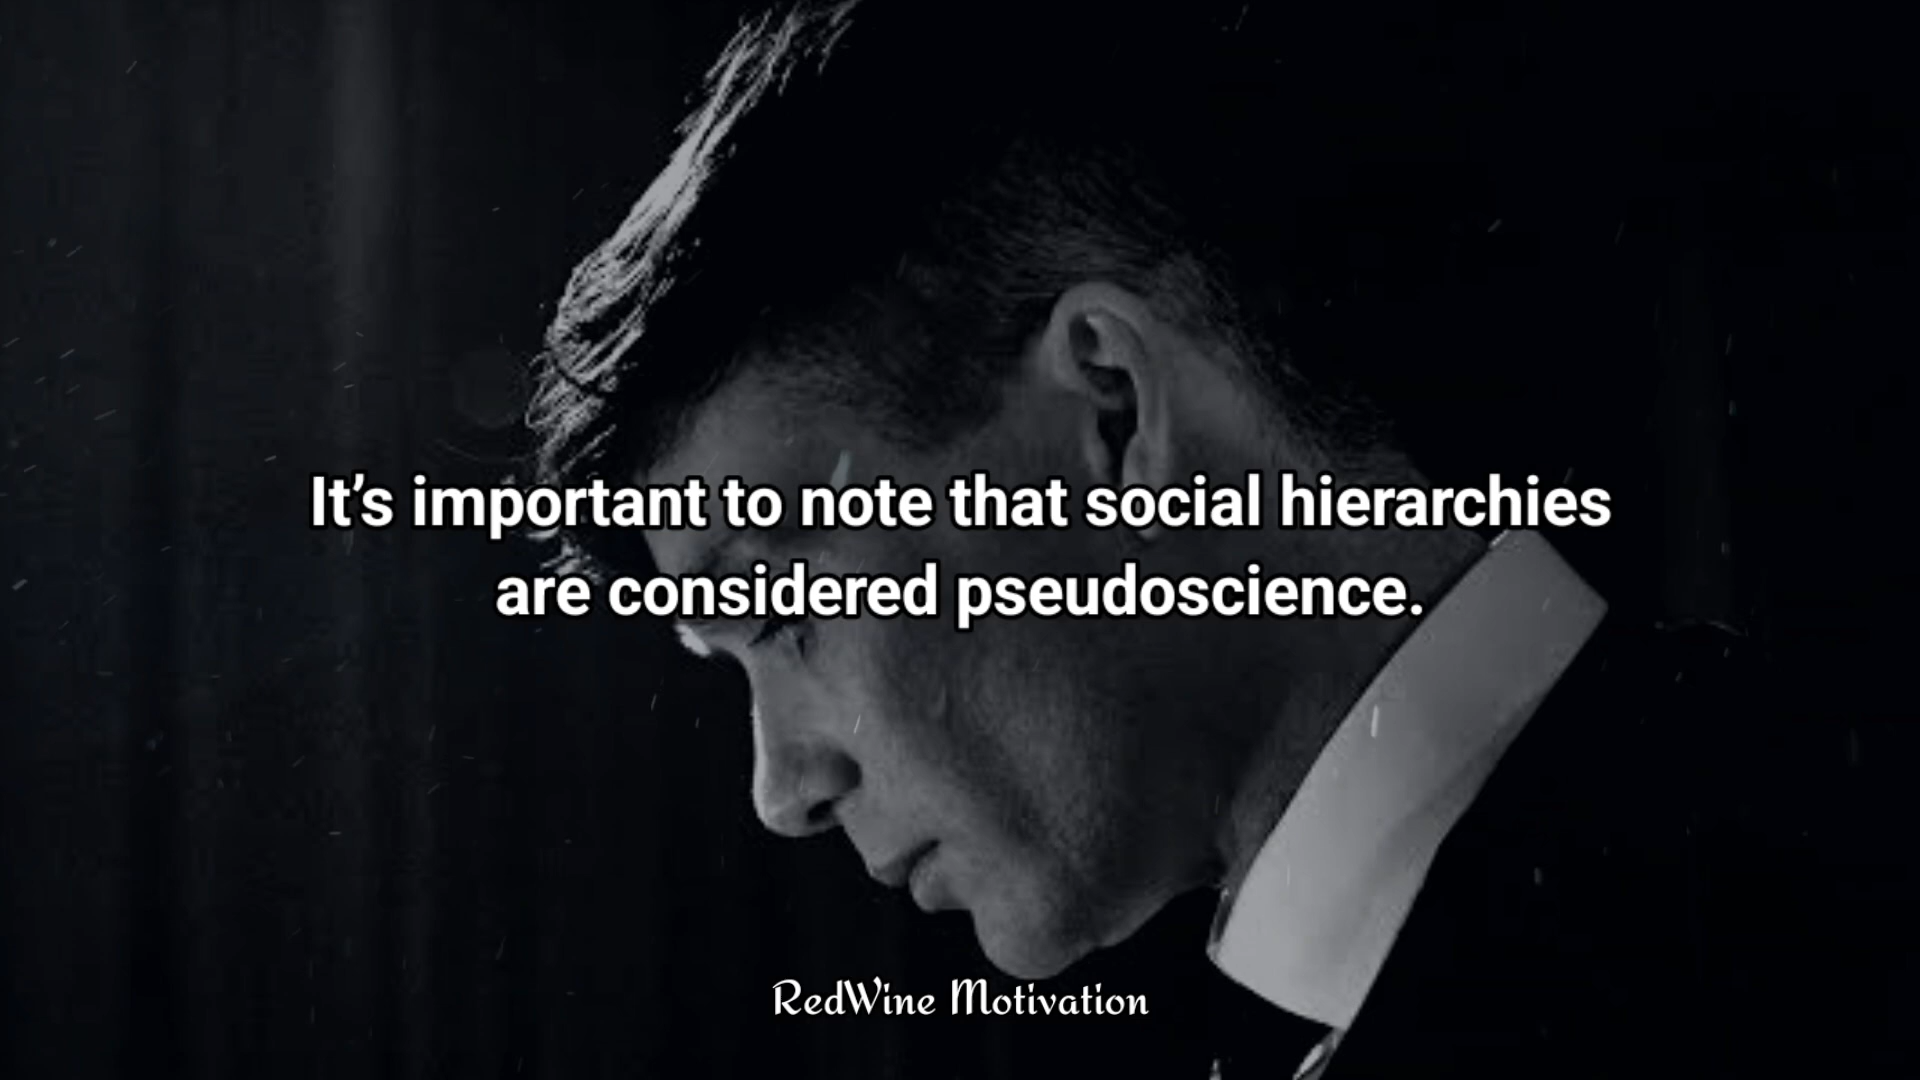 It’s important to note that social hierarchies
are considered pseudoscience.
RedWine Motivation